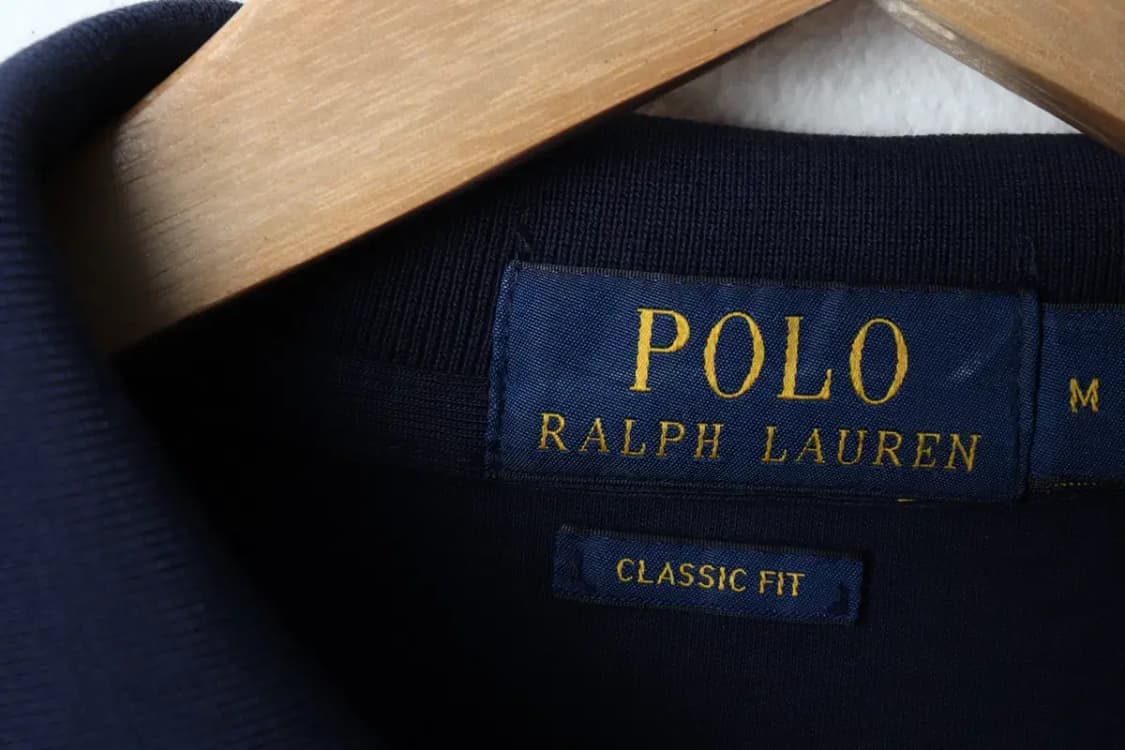 POLO
RALPH LAUREN
M
CLASSIC FIT